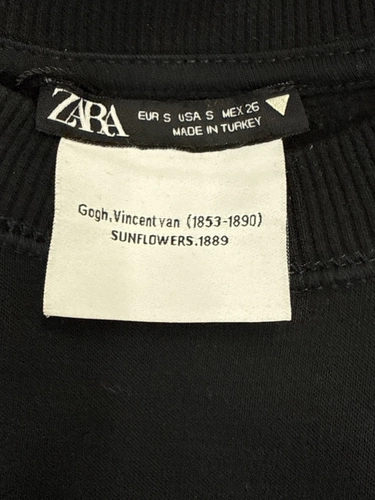 ZARA
EUR S USA S MEX 26
MADE IN TURKEY
Gogh,Vincent van (1853-1890)
SUNFLOWERS.1889